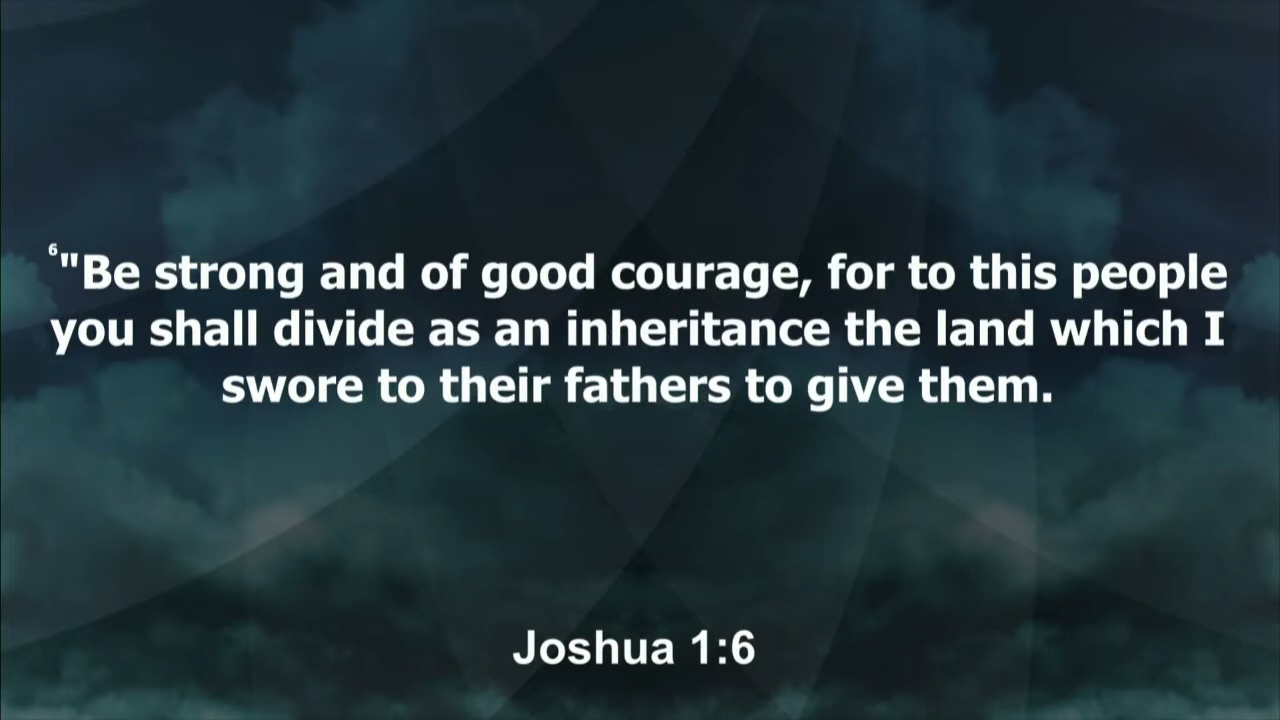 6"Be strong and of good courage, for to this people
you shall divide as an inheritance the land which I
swore to their fathers to give them.
Joshua 1:6